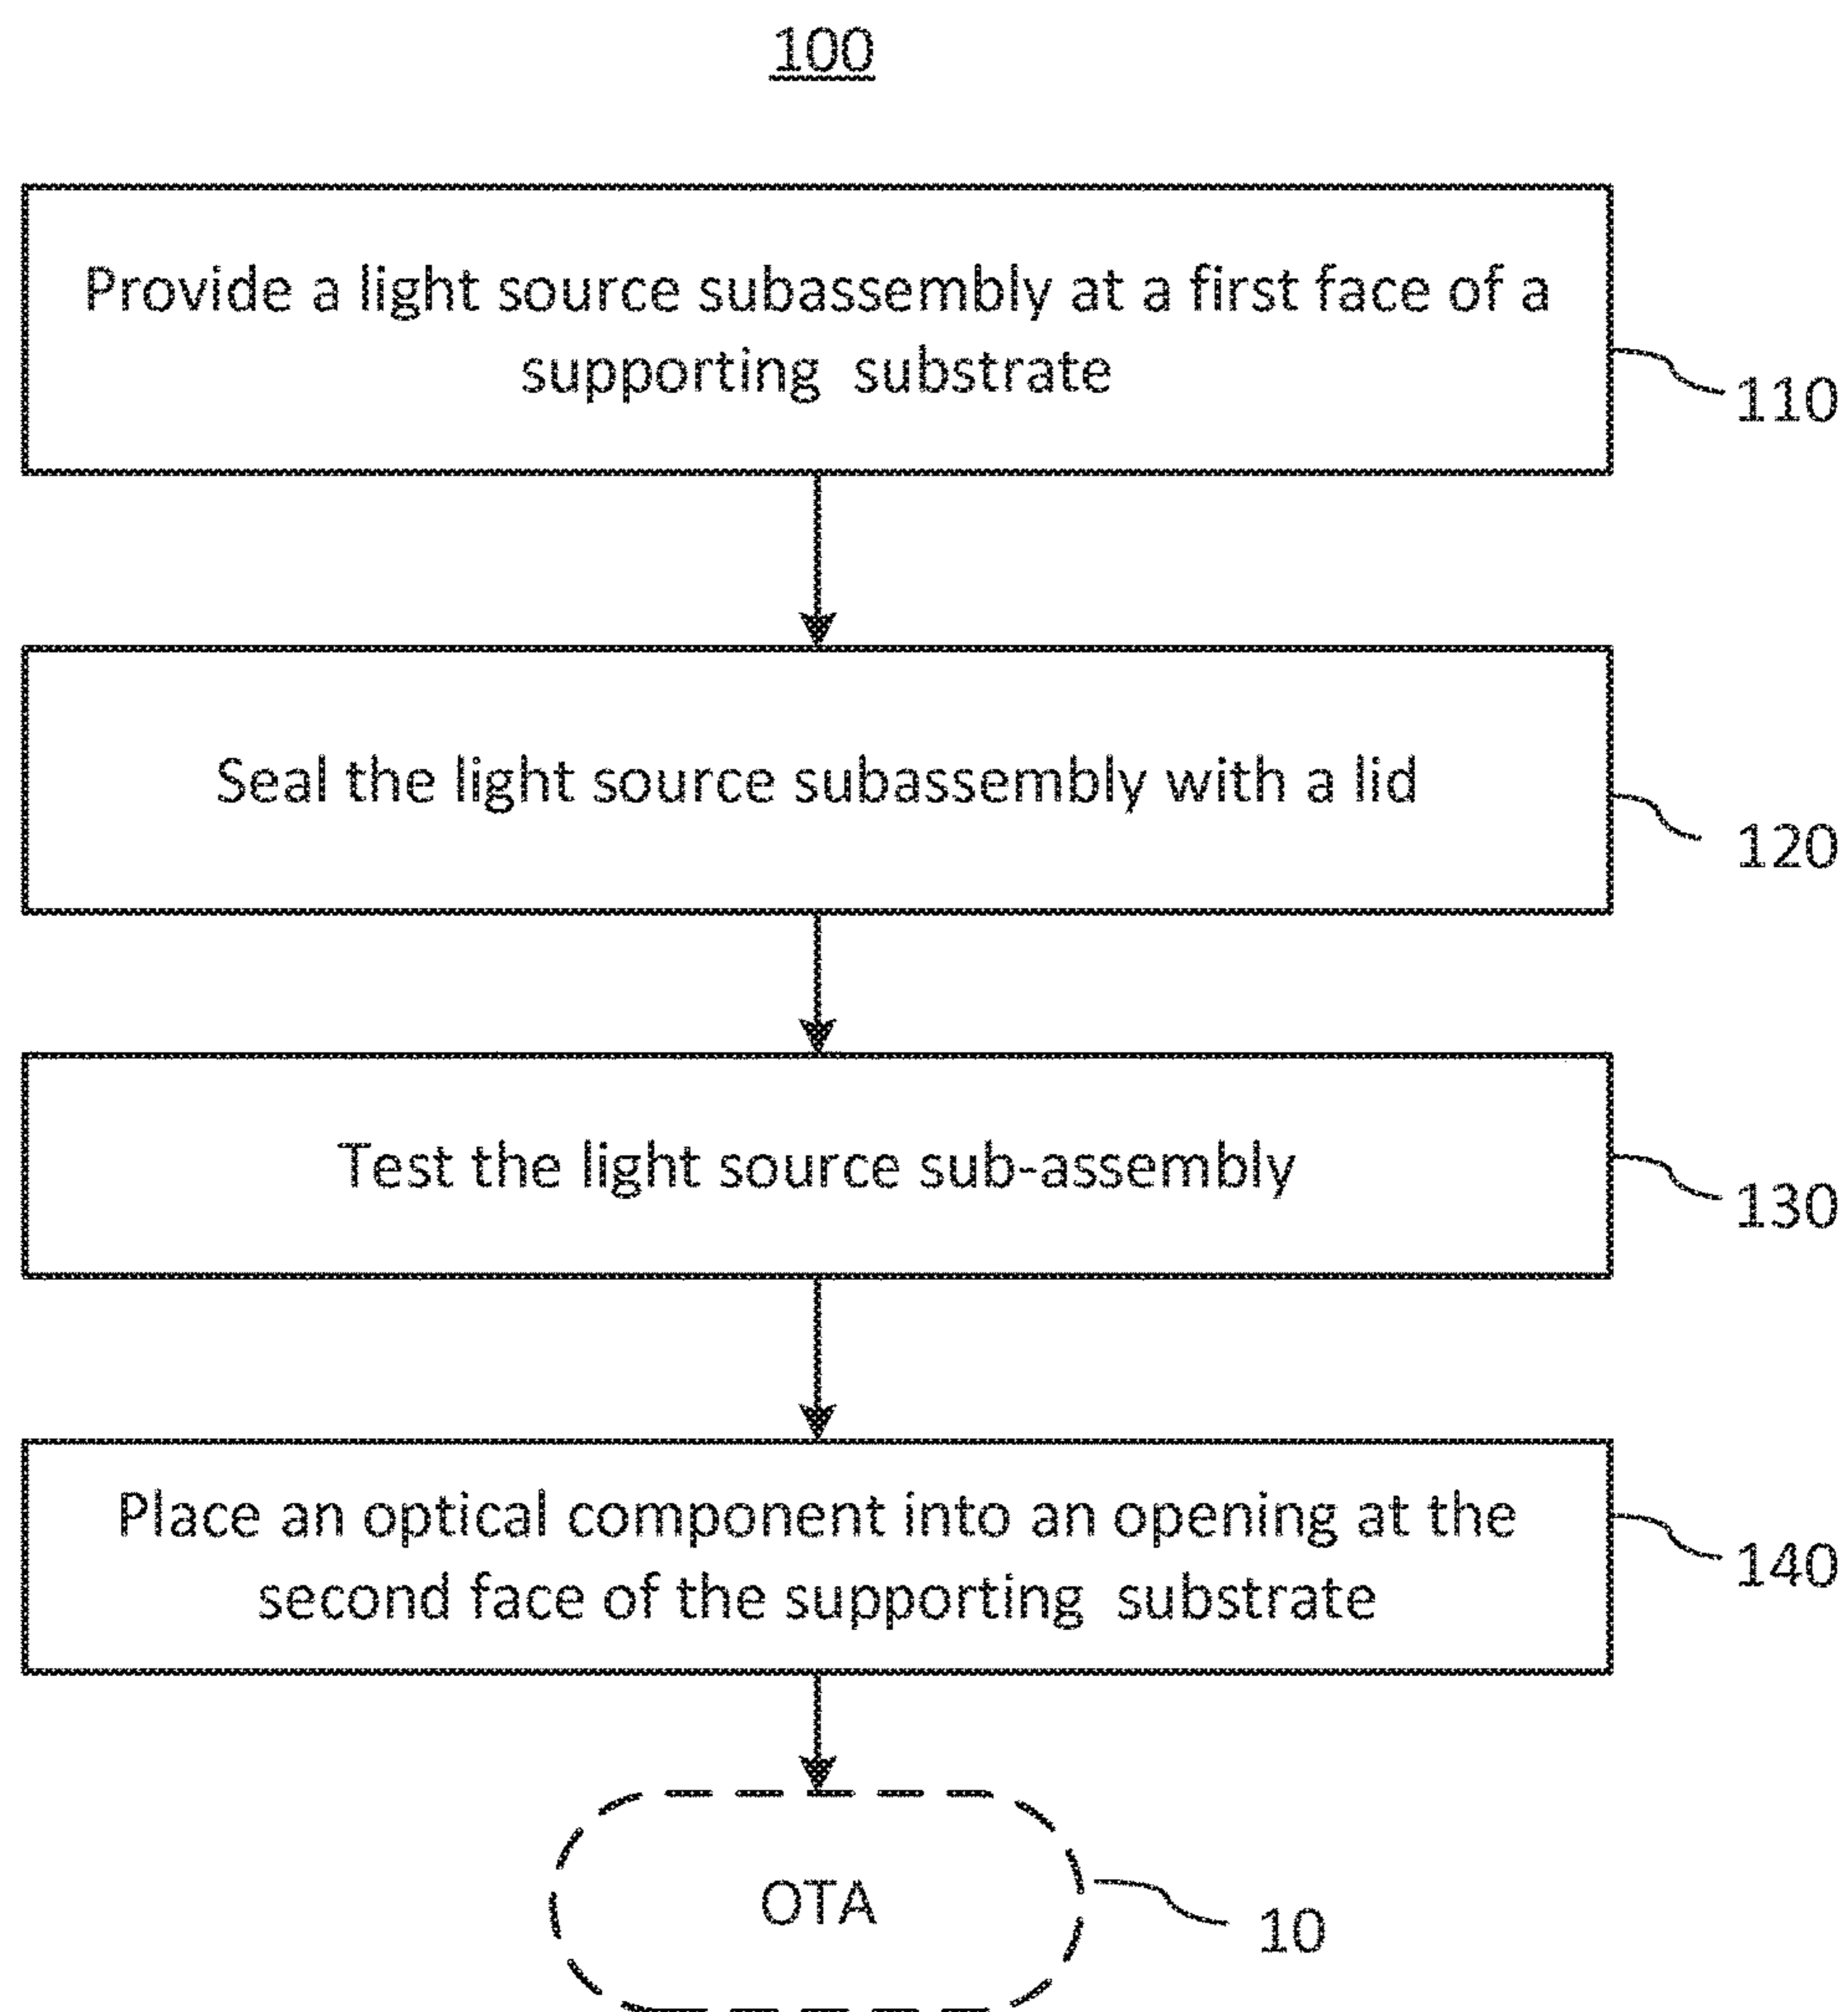 100
Provide a light source subassembly at a first face of a
supporting substrate
110
Seal the light source subassembly with a lid
120
Test the light source sub-assembly
130
Place an optical component into an opening at the
second face of the supporting substrate
140
OTA
10